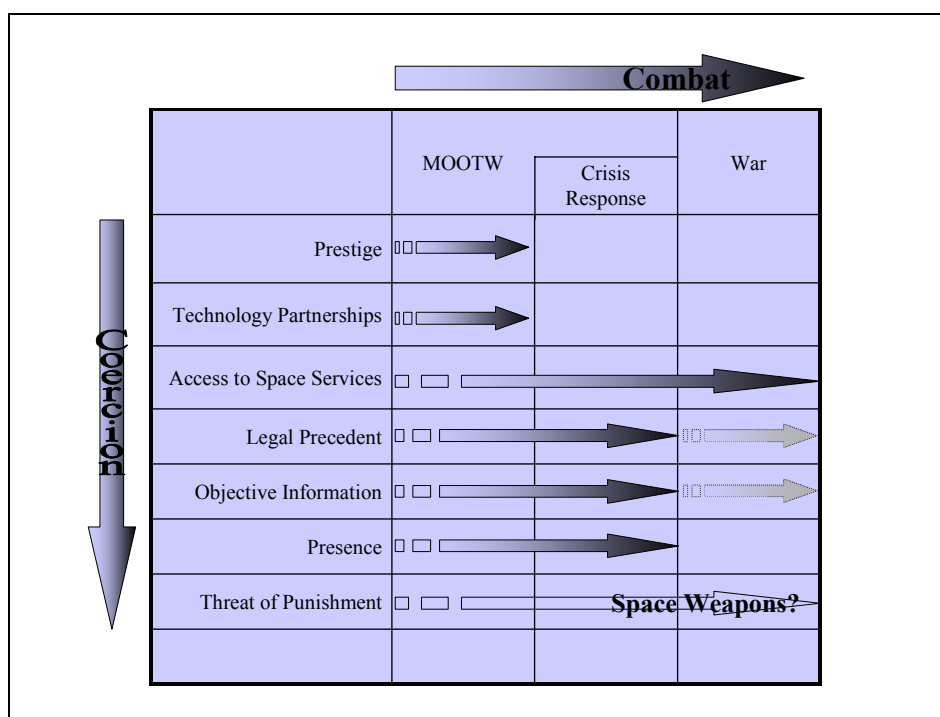 Combat
MOOTW
War
Crisis
Response
Prestige
Technology Partnerships
Coercion
Access to Space Services
Legal Precedent
Objective Information
Presence
Threat of Punishment
Space Weapons?